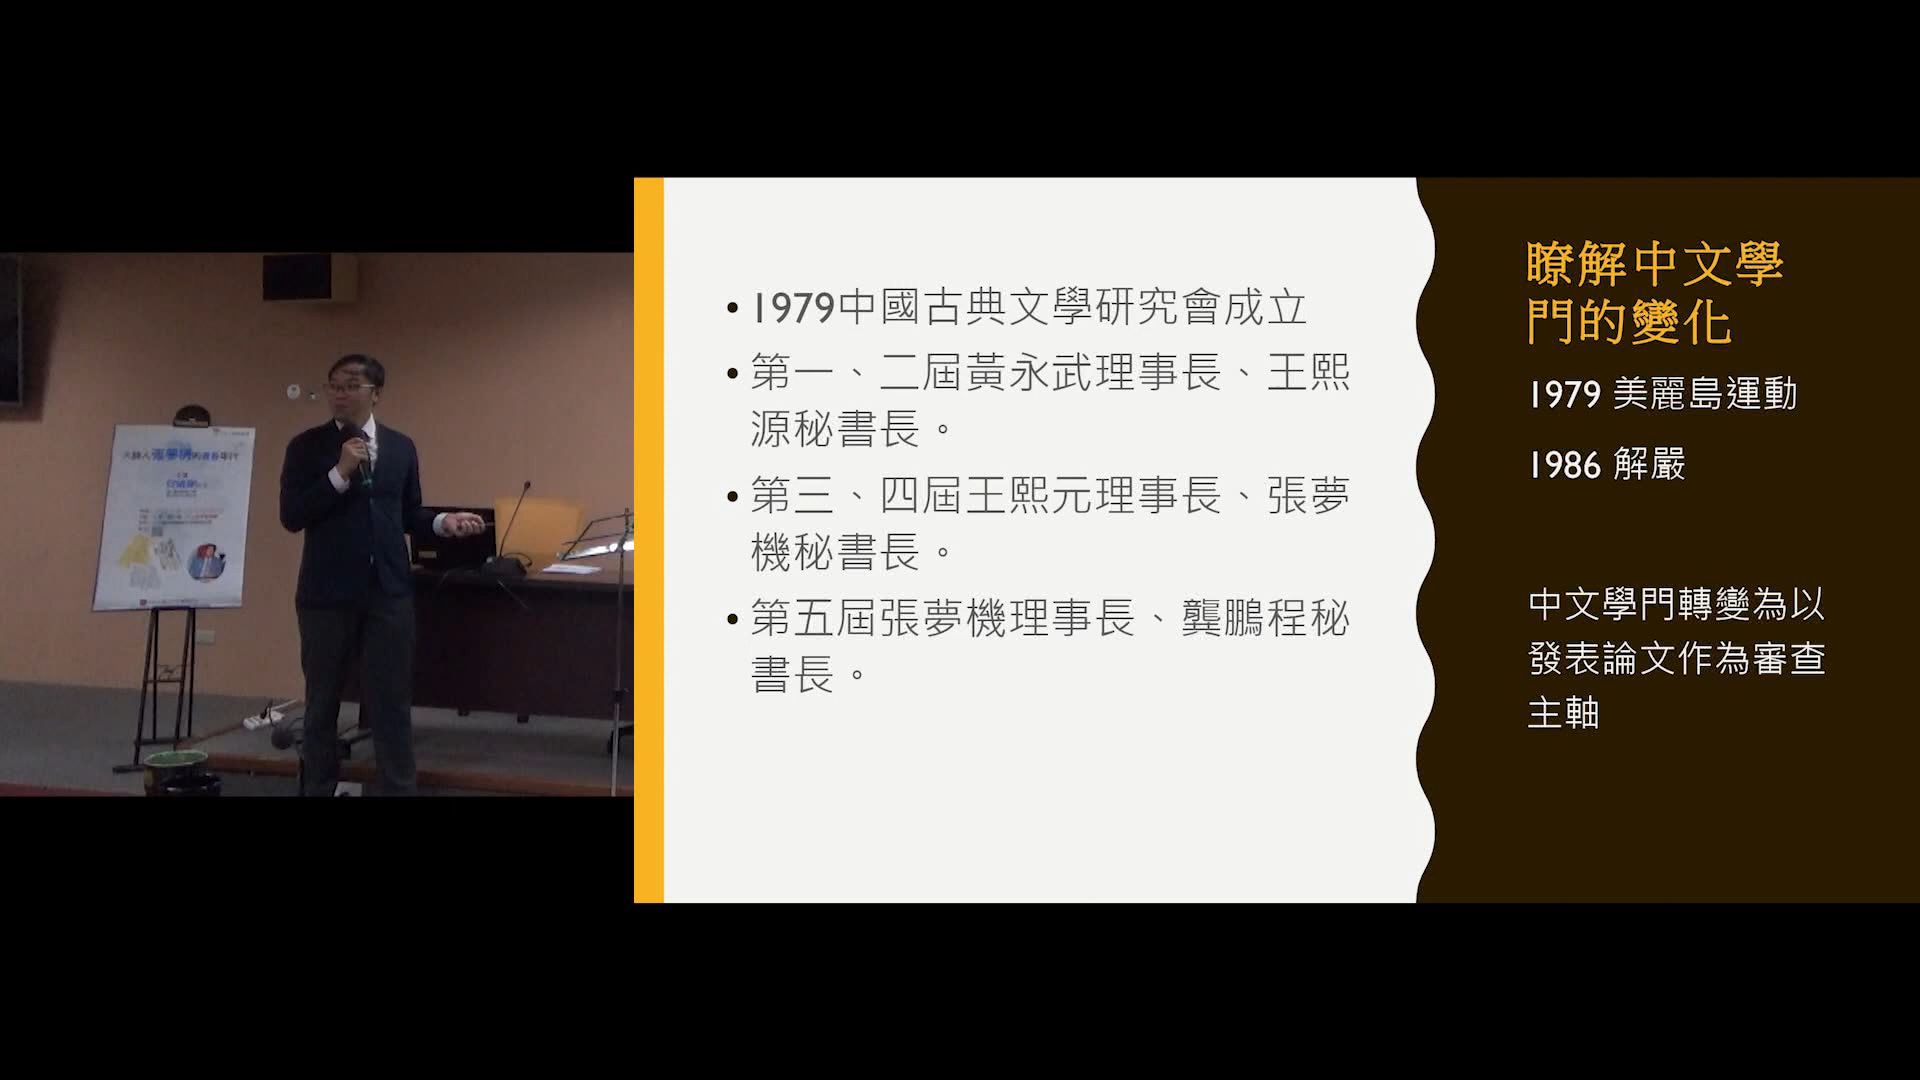 •1979中國古典文學研究會成立
•第一、二屆黃永武理事長、王熙
源秘書長。
•第三、四屆王熙元理事長、張夢
機秘書長。
•第五屆張夢機理事長、龔鵬程秘
書長。
瞭解中文學
門的變化
1979 美麗島運動
1986 解嚴
中文學門轉變為以
發表論文作為審查
主軸